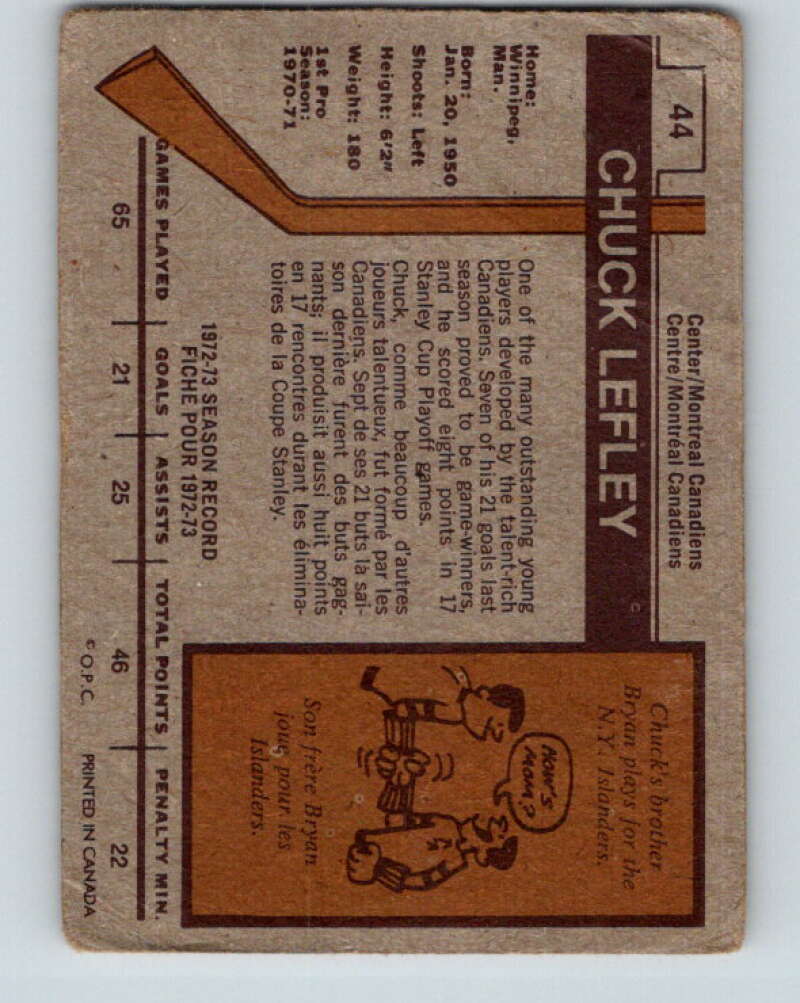 44
Center/Montreal Canadiens
Centre/Montréal Canadiens
CHUCK LEFLEY
C
Home:
Winnipeg,
Man.
Born:
Jan. 20, 1950
Shoots: Left
Height: 6'2"
Weight: 180
1st Pro
Season:
1970-71
One of the many outstanding young
players developed by the talent-rich
Canadiens. Seven of his 21 goals last
season proved to be game-winners,
and he scored eight points in 17
Stanley Cup Playoff games.
Chuck, comme beaucoup d'autres
joueurs talentueux, fut formé par les
Canadiens. Sept de ses 21 buts la sai-
son dernière furent des buts gag-
nants; il produisit aussi huit points
en 17 rencontres durant les élimina-
toires de la Coupe Stanley.
Chuck's brother
Bryan plays for the
N.Y. Islanders.
HOW'S
MOM?
Son frère Bryan
joue pour les
Islanders.
1972-73 SEASON RECORD
FICHE POUR 1972-73
GAMES PLAYED GOALS ASSISTS TOTAL POINTS PENALTY MIN.
65 21 25 46 22
© O.P.C. PRINTED IN CANADA